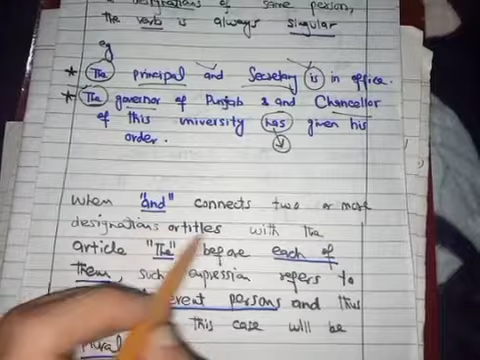 designations of same person,
the verb is always singular
eg
* The principal and Secretary is in office.
* The governor of Punjab & and Chancellor
of this university has given his
order.
When "and" connects two or more
designations or titles with the
article "The" before each of
them, such expression refers to
persons and thus
this case will be
plural